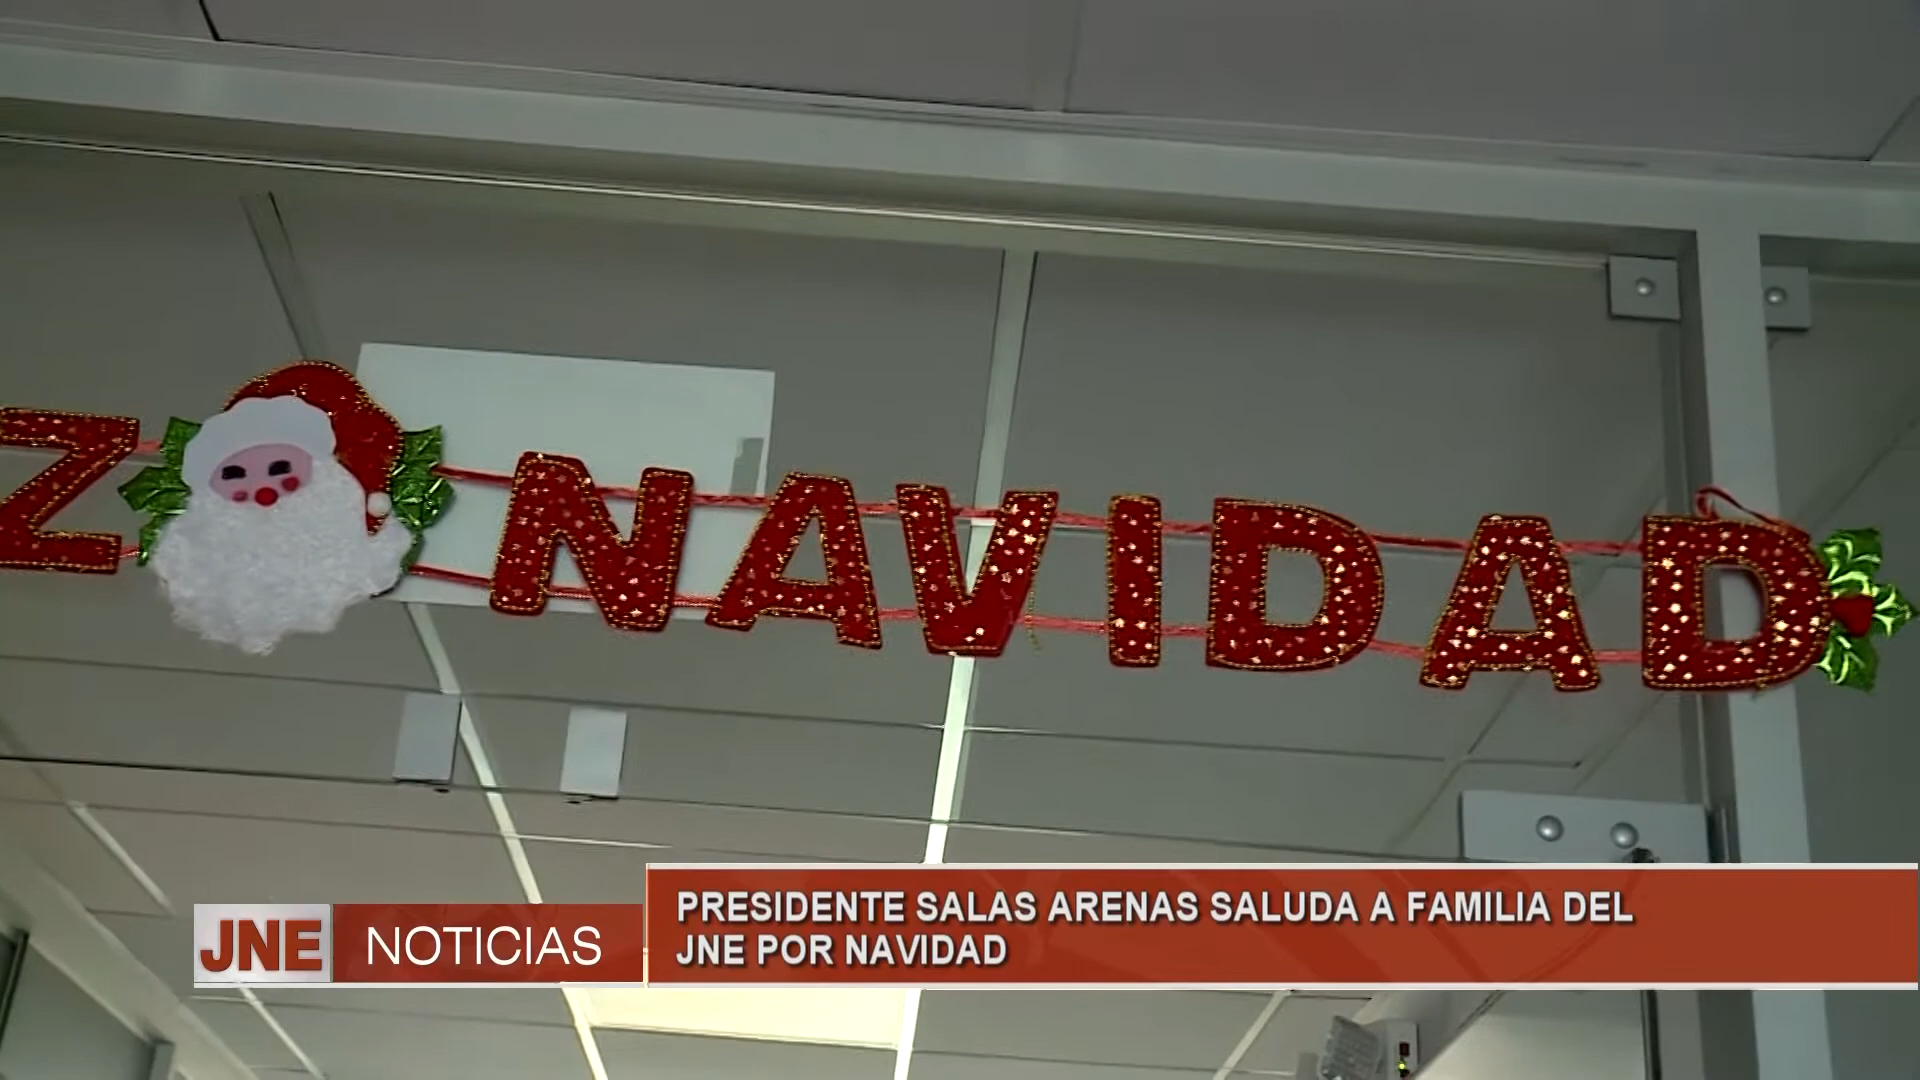 Z NAVIDAD
JNE NOTICIAS
PRESIDENTE SALAS ARENAS SALUDA A FAMILIA DEL
JNE POR NAVIDAD